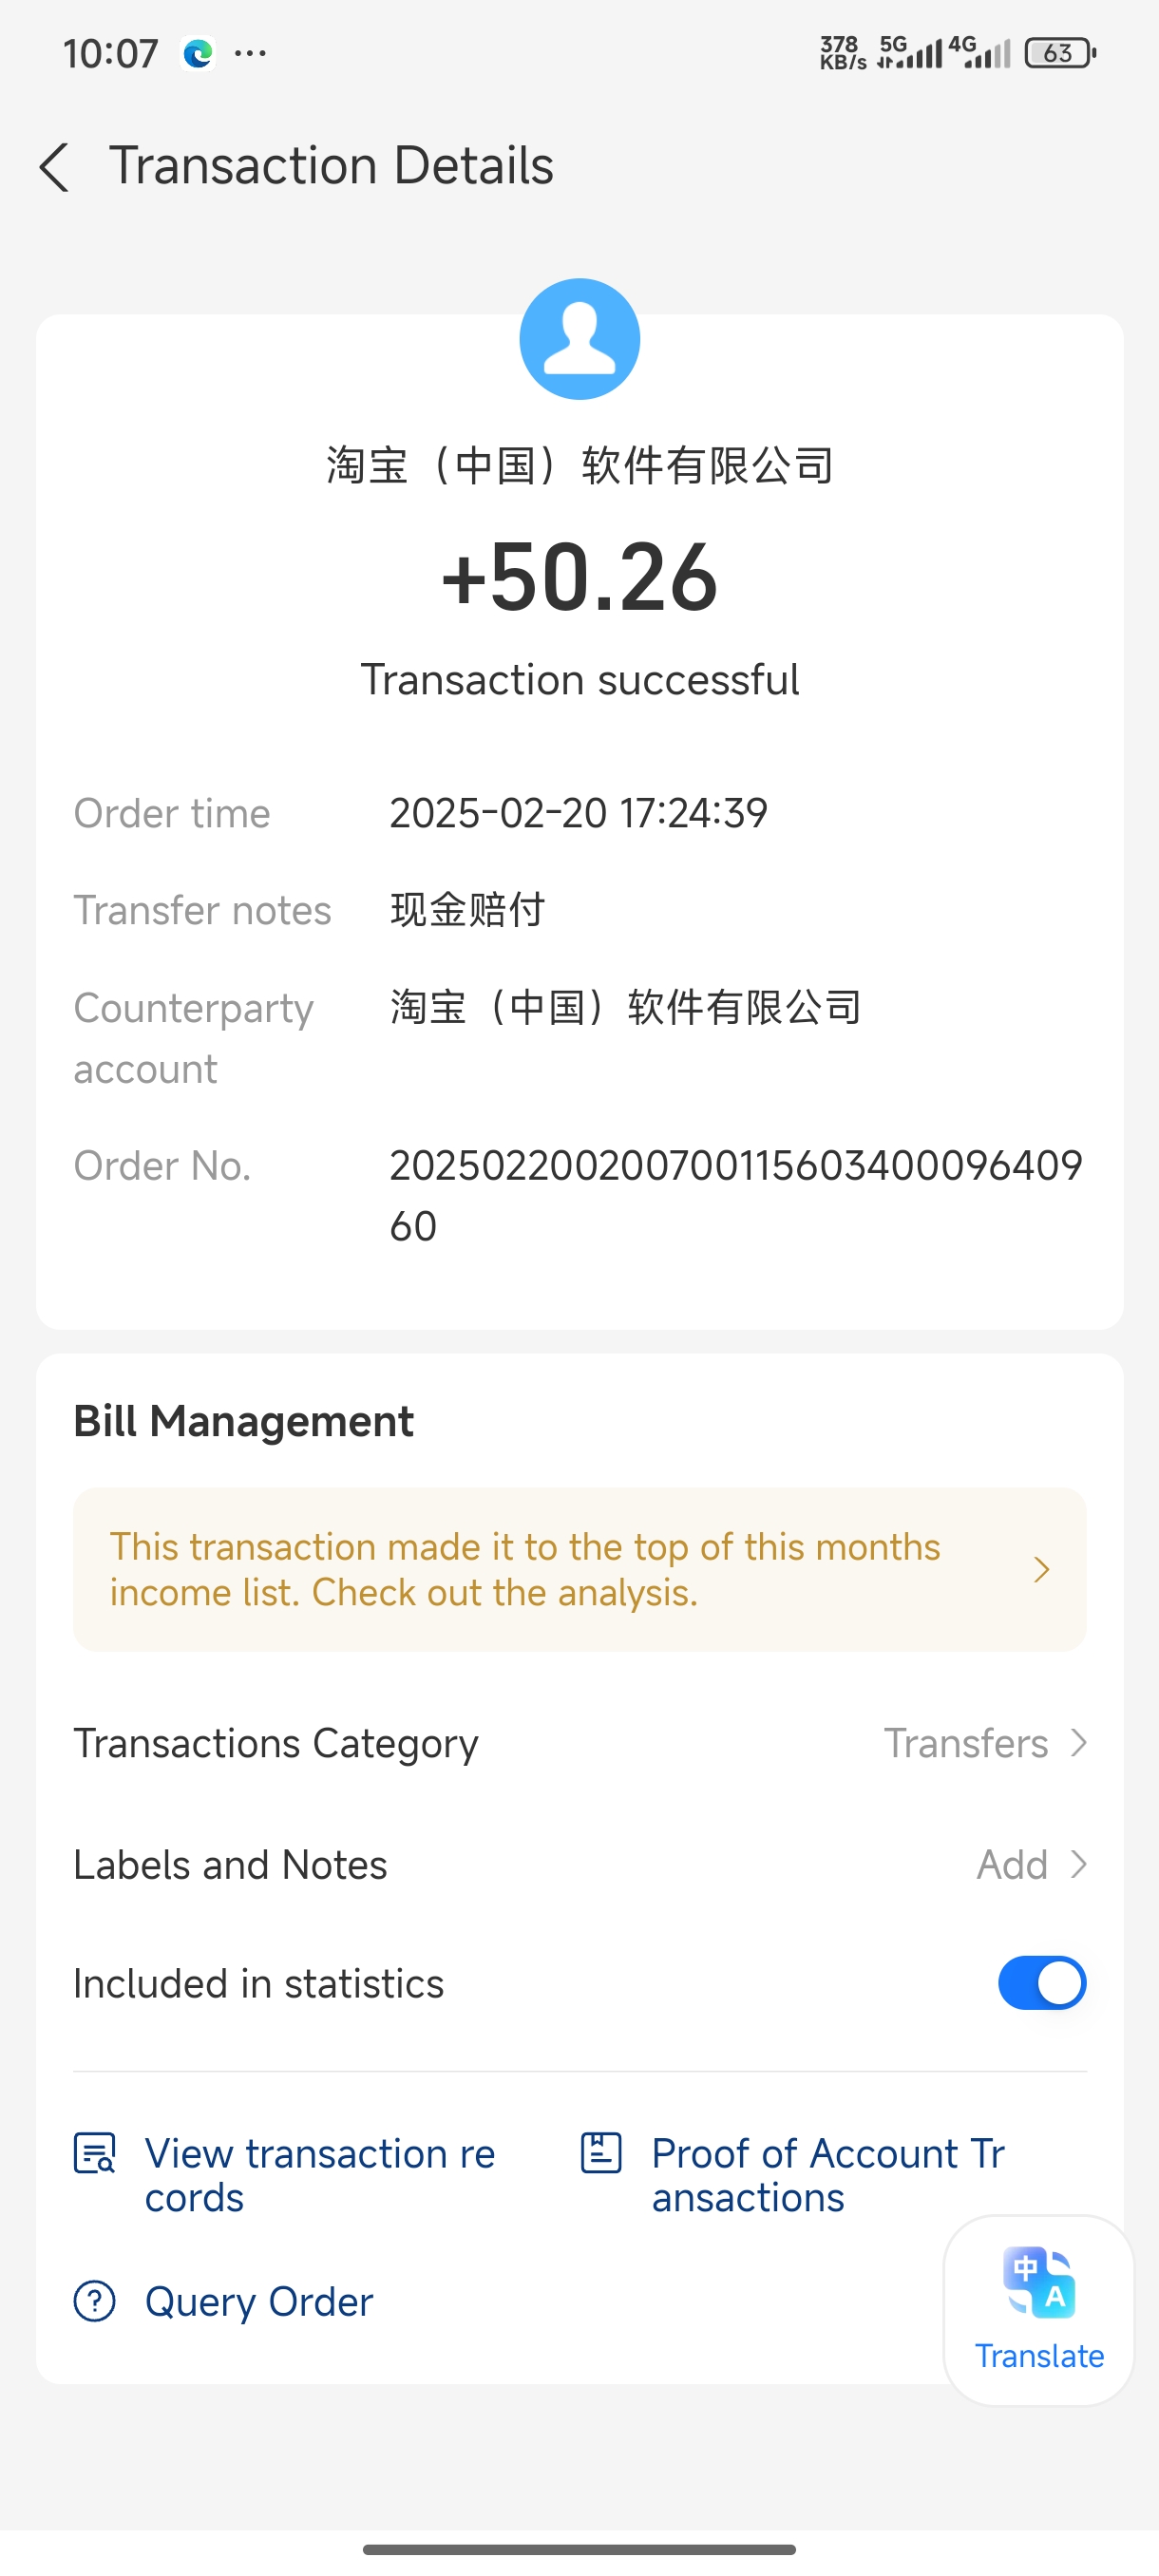 10:07 ...
378 KB/s 5G 4G 63
Transaction Details
淘宝（中国）软件有限公司
+50.26
Transaction successful
Order time 2025-02-20 17:24:39
Transfer notes 现金赔付
Counterparty account 淘宝（中国）软件有限公司
Order No. 202502200200700115603400096409
60
Bill Management
This transaction made it to the top of this months
income list. Check out the analysis.
Transactions Category Transfers
Labels and Notes Add
Included in statistics
View transaction re
cords
Proof of Account Tr
ansactions
Query Order
中 A
Translate